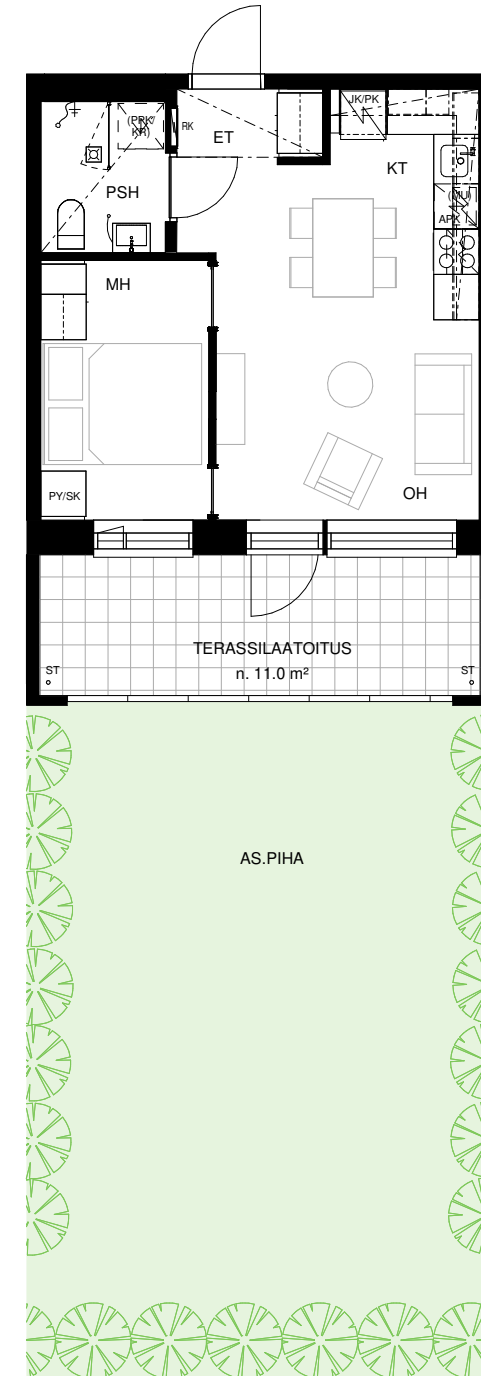 JK/PK
(PRK/
KR)
RK
ET
KT
PSH
(MU)
APK
MH
PY/SK
OH
TERASSILAATOITUS
n. 11.0 m²
ST
ST
AS.PIHA